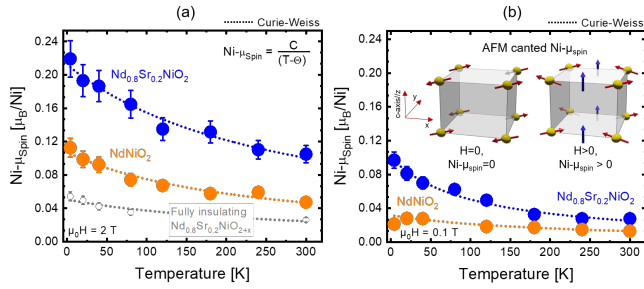 (a)
Curie-Weiss
Ni-μSpin = C
(T-Θ)
Nd0.8Sr0.2NiO2
NdNiO2
Fully insulating
Nd0.8Sr0.2NiO2+x
μ0H = 2 T
0.24
0.20
0.16
0.12
0.08
0.04
0.00
Ni-μSpin [μB/Ni]
0 50 100 150 200 250 300
Temperature [K]
(b)
Curie-Weiss
AFM canted Ni-μspin
c-axis//z
y
x
H=0,
Ni-μspin=0
H>0,
Ni-μspin > 0
Nd0.8Sr0.2NiO2
NdNiO2
μ0H = 0.1 T
0.24
0.20
0.16
0.12
0.08
0.04
0.00
Ni-μSpin [μB/Ni]
0 50 100 150 200 250 300
Temperature [K]